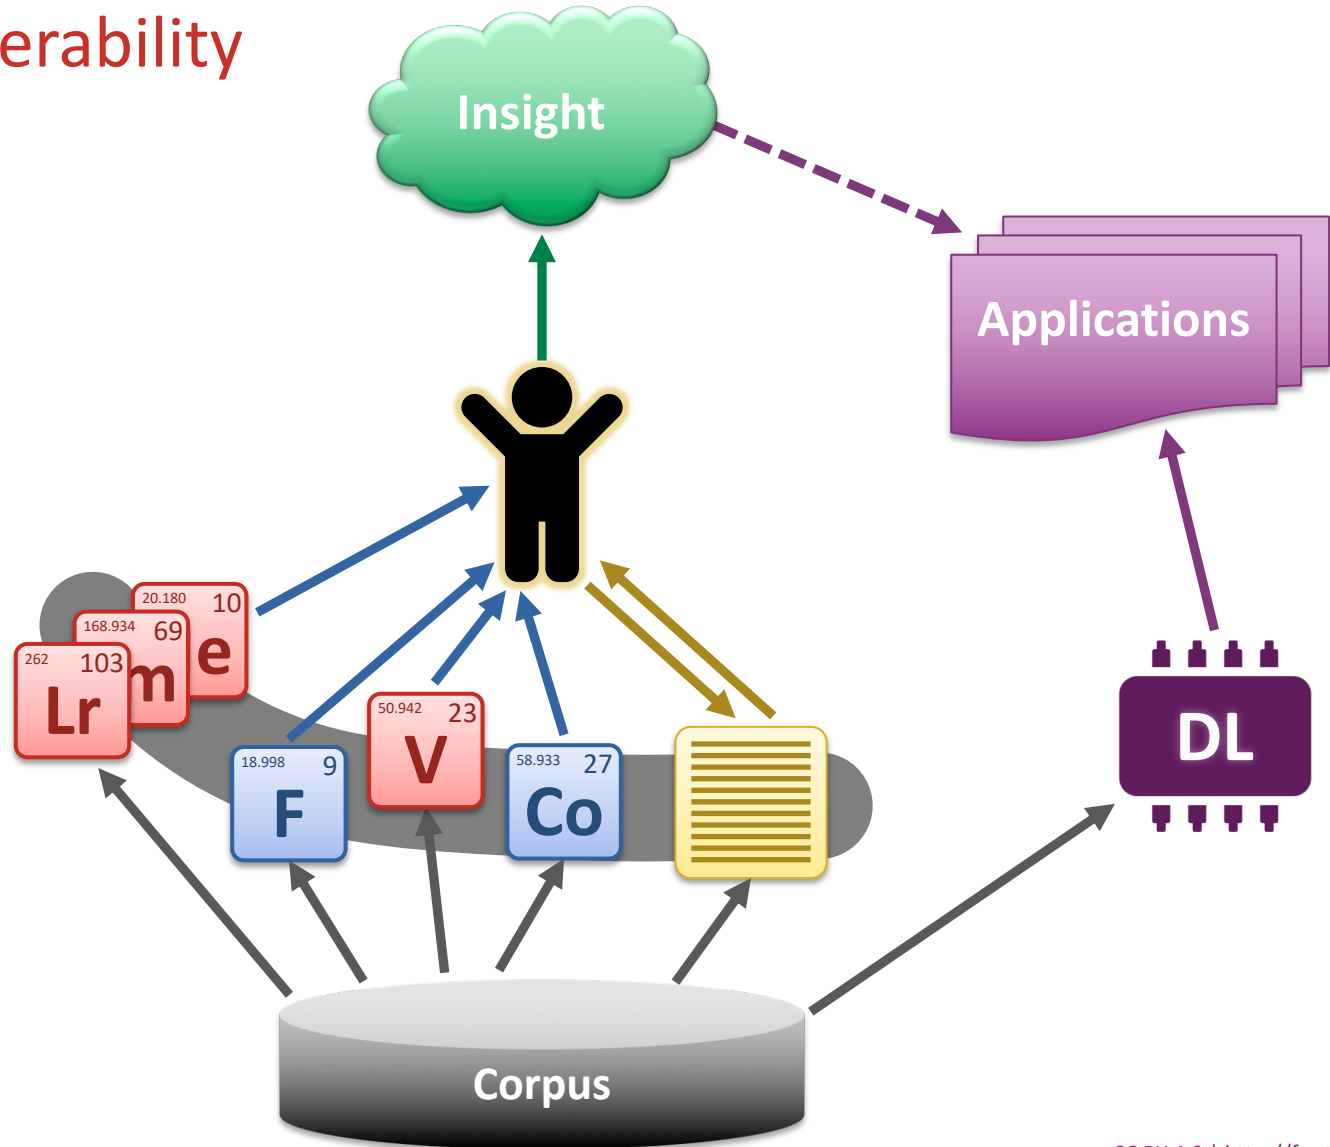 erability
Insight
Applications
20.180 10
e
168.934 69
m
262 103
Lr
50.942 23
V
18.998 9
F
58.933 27
Co
DL
Corpus